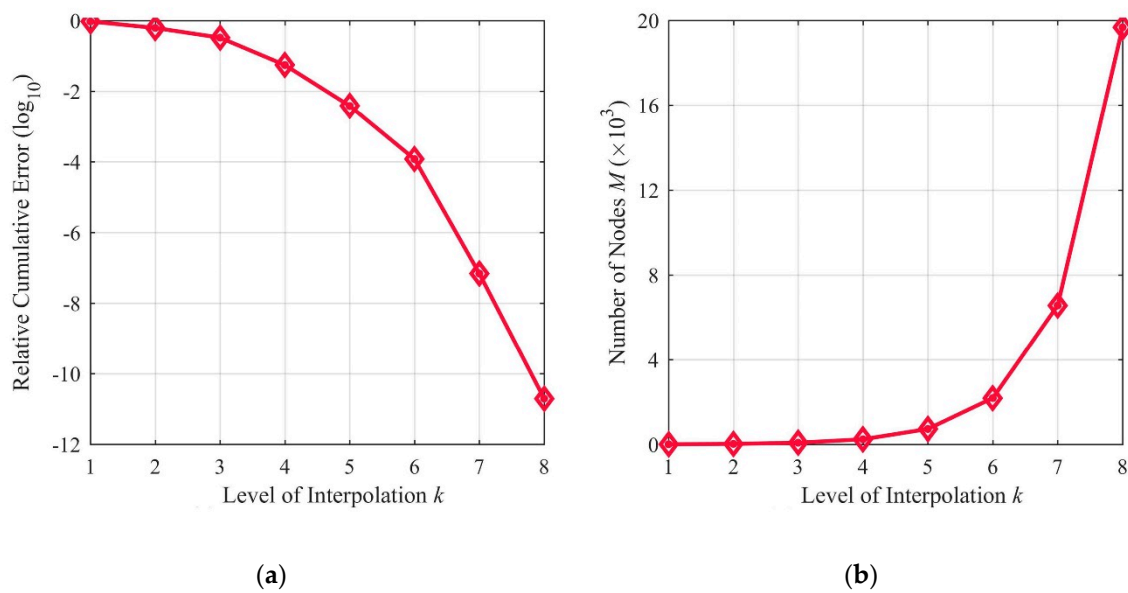 0
-2
-4
-6
-8
-10
-12
Relative Cumulative Error (log10)
1 2 3 4 5 6 7 8
Level of Interpolation k
(a)
20
16
12
8
4
0
Number of Nodes M (×10³)
1 2 3 4 5 6 7 8
Level of Interpolation k
(b)